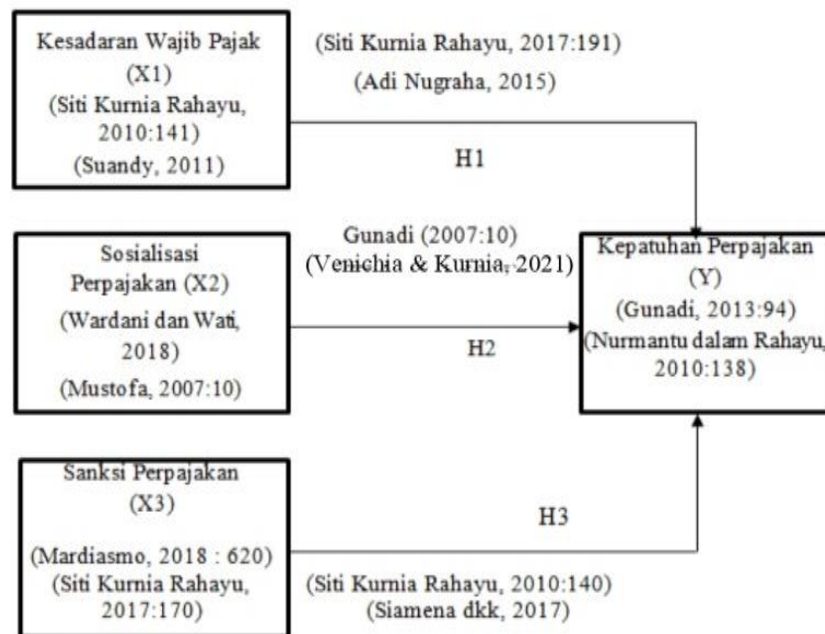 Kesadaran Wajib Pajak
(X1)
(Siti Kurnia Rahayu,
2010:141)
(Suandy, 2011)
(Siti Kurnia Rahayu, 2017:191)
(Adi Nugraha, 2015)
H1
Sosialisasi
Perpajakan (X2)
(Wardani dan Wati,
2018)
(Mustofa, 2007:10)
Gunadi (2007:10)
(Venichia & Kurnia, 2021)
H2
Kepatuhan Perpajakan
(Y)
(Gunadi, 2013:94)
(Nurmantu dalam Rahayu,
2010:138)
Sanksi Perpajakan
(X3)
(Mardiasmo, 2018 : 620)
(Siti Kurnia Rahayu,
2017:170)
H3
(Siti Kurnia Rahayu, 2010:140)
(Siamena dkk, 2017)